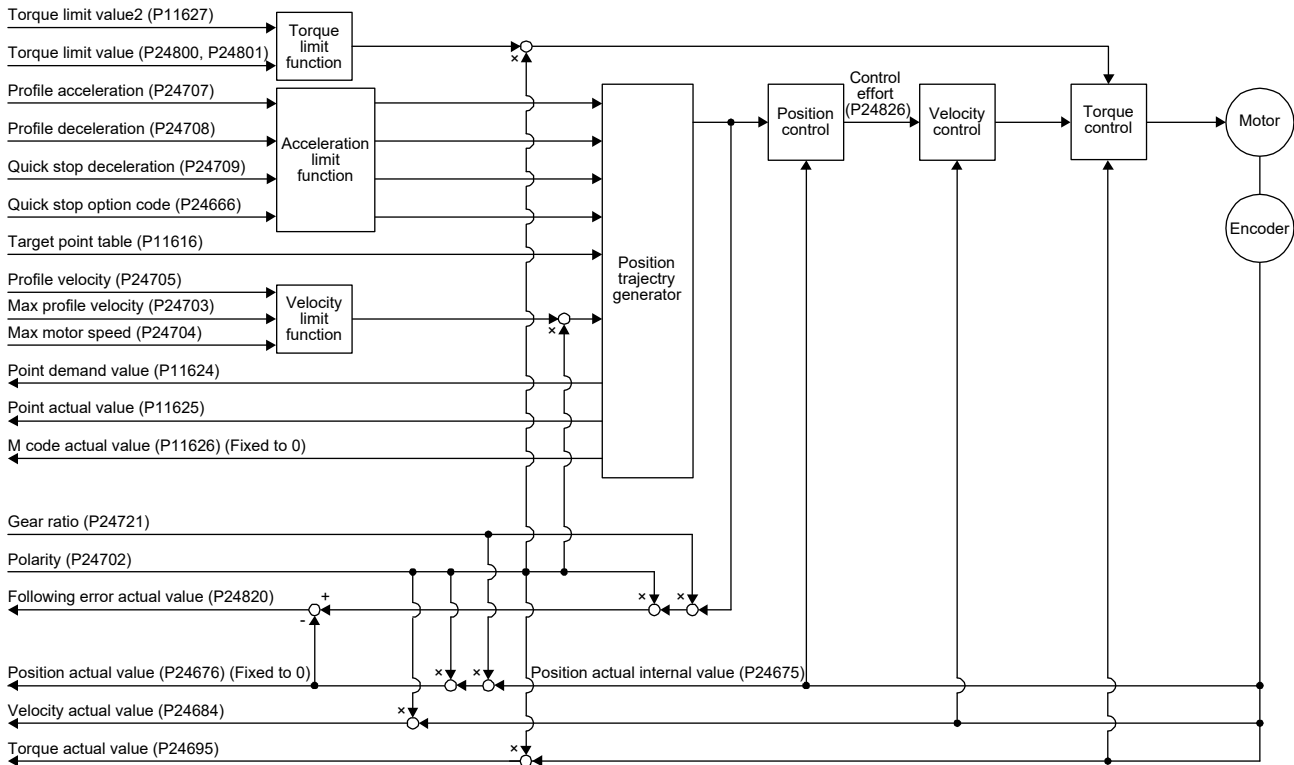 Torque limit value2 (P11627)
Torque limit value (P24800, P24801)
Torque
limit
function
×
Profile acceleration (P24707)
Profile deceleration (P24708)
Quick stop deceleration (P24709)
Quick stop option code (P24666)
Acceleration
limit
function
Target point table (P11616)
Profile velocity (P24705)
Max profile velocity (P24703)
Max motor speed (P24704)
Velocity
limit
function
×
Position
trajectry
generator
Position
control
Control
effort
(P24826)
Velocity
control
Torque
control
Motor
Encoder
Point demand value (P11624)
Point actual value (P11625)
M code actual value (P11626) (Fixed to 0)
Gear ratio (P24721)
Polarity (P24702)
Following error actual value (P24820)
+
-
×
×
Position actual value (P24676) (Fixed to 0)
×
×
Position actual internal value (P24675)
Velocity actual value (P24684)
×
Torque actual value (P24695)
×